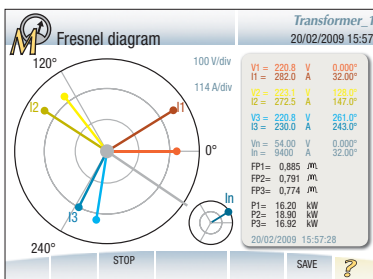 Transformer_1
M Fresnel diagram 20/02/2009 15:57
120°
100 V/div
114 A/div
I2
I1
0°
I3
In
240°
V1 = 220.8 V 0.000°
I1 = 282.0 A 32.00°
I2 = 272.5 A 147.0°
V3 = 220.8 V 261.0°
I3 = 230.0 A 243.0°
Vn = 54.00 V 0.000°
In = 9400 A 32.00°
FP1= 0,885
FP2= 0,791
FP3= 0,774
P1= 16.20 kW
P2= 18.90 kW
P3= 16.92 kW
20/02/2009 15:57:28
STOP SAVE ?